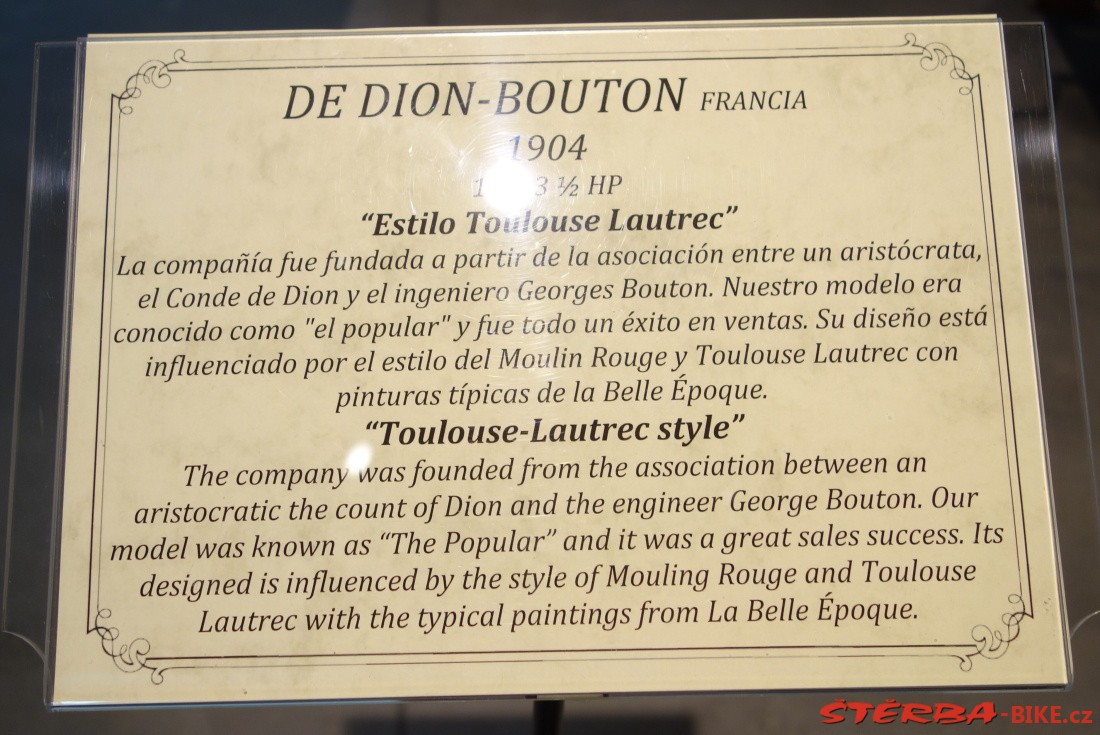 DE DION-BOUTON FRANCIA
1904
3 ½ HP
“Estilo Toulouse Lautrec”
La compañía fue fundada a partir de la asociación entre un aristócrata,
el Conde de Dion y el ingeniero Georges Bouton. Nuestro modelo era
conocido como "el popular" y fue todo un éxito en ventas. Su diseño está
influenciado por el estilo del Moulin Rouge y Toulouse Lautrec con
pinturas típicas de la Belle Époque.
“Toulouse-Lautrec style”
The company was founded from the association between an
aristocratic the count of Dion and the engineer George Bouton. Our
model was known as “The Popular” and it was a great sales success. Its
designed is influenced by the style of Mouling Rouge and Toulouse
Lautrec with the typical paintings from La Belle Époque.
ŠTĚRBA-BIKE.cz